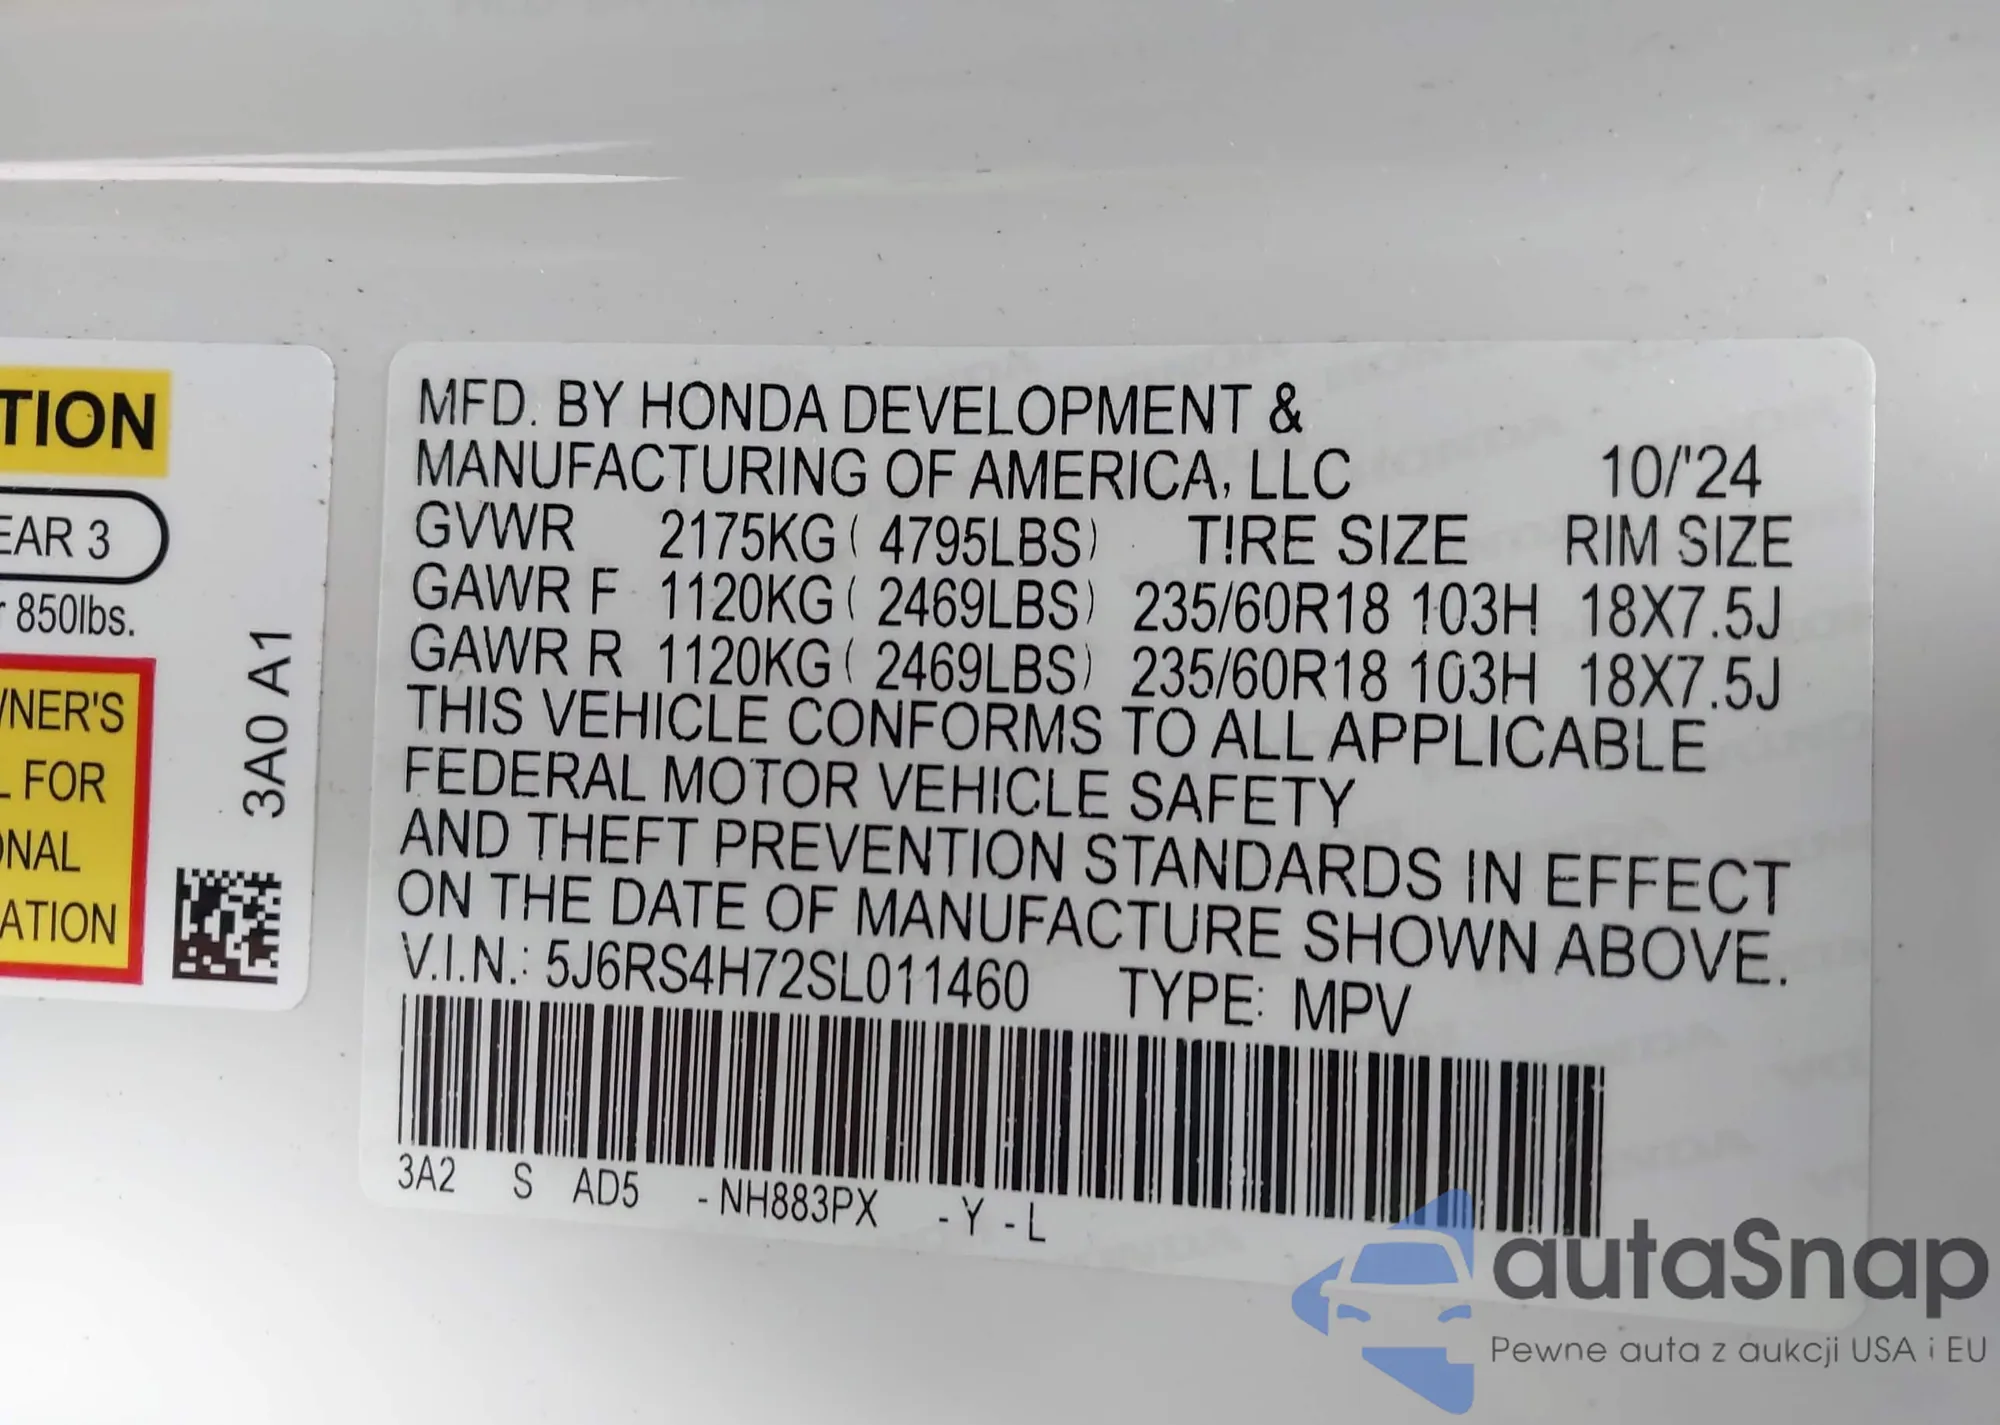 TION
EAR 3
850lbs.
NER'S
L FOR
ONAL
ATION
3A0 A1
MFD. BY HONDA DEVELOPMENT &
MANUFACTURING OF AMERICA, LLC 10/'24
GVWR 2175KG ( 4795LBS) TIRE SIZE RIM SIZE
GAWR F 1120KG ( 2469LBS) 235/60R18 103H 18X7.5J
GAWR R 1120KG ( 2469LBS) 235/60R18 103H 18X7.5J
THIS VEHICLE CONFORMS TO ALL APPLICABLE
FEDERAL MOTOR VEHICLE SAFETY
AND THEFT PREVENTION STANDARDS IN EFFECT
ON THE DATE OF MANUFACTURE SHOWN ABOVE.
V.I.N.: 5J6RS4H72SL011460 TYPE: MPV
3A2 S AD5 -NH883PX -Y -L
autaSnap
Pewne auta z aukcji USA i EU